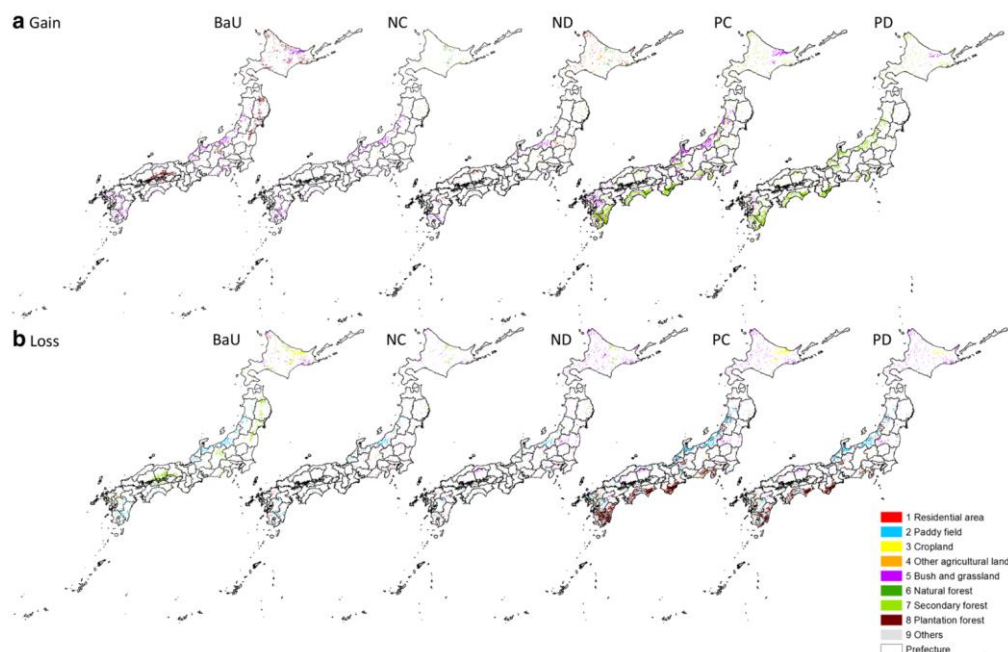 a Gain
BaU
NC
ND
PC
PD
b Loss
BaU
NC
ND
PC
PD
1 Residential area
2 Paddy field
3 Cropland
4 Other agricultural land
5 Bush and grassland
6 Natural forest
7 Secondary forest
8 Plantation forest
9 Others
Prefecture